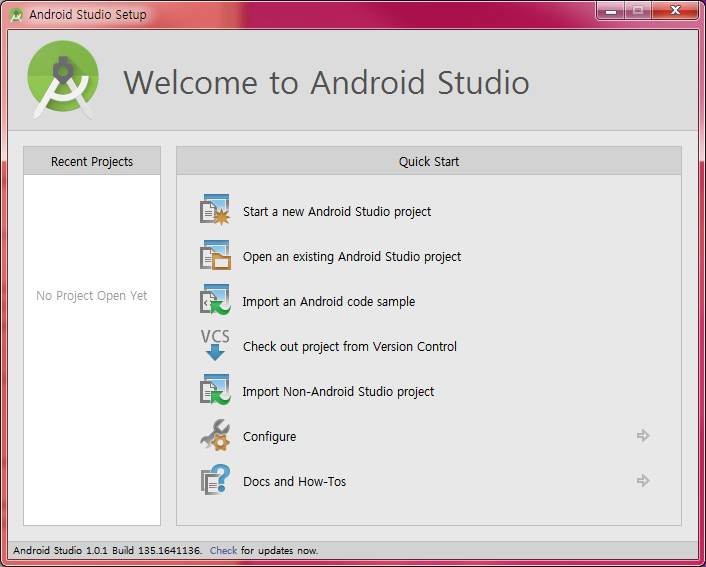 Android Studio Setup
Welcome to Android Studio
Recent Projects
No Project Open Yet
Quick Start
Start a new Android Studio project
Open an existing Android Studio project
Import an Android code sample
VCS
Check out project from Version Control
Import Non-Android Studio project
Configure
Docs and How-Tos
Android Studio 1.0.1 Build 135.1641136. Check for updates now.